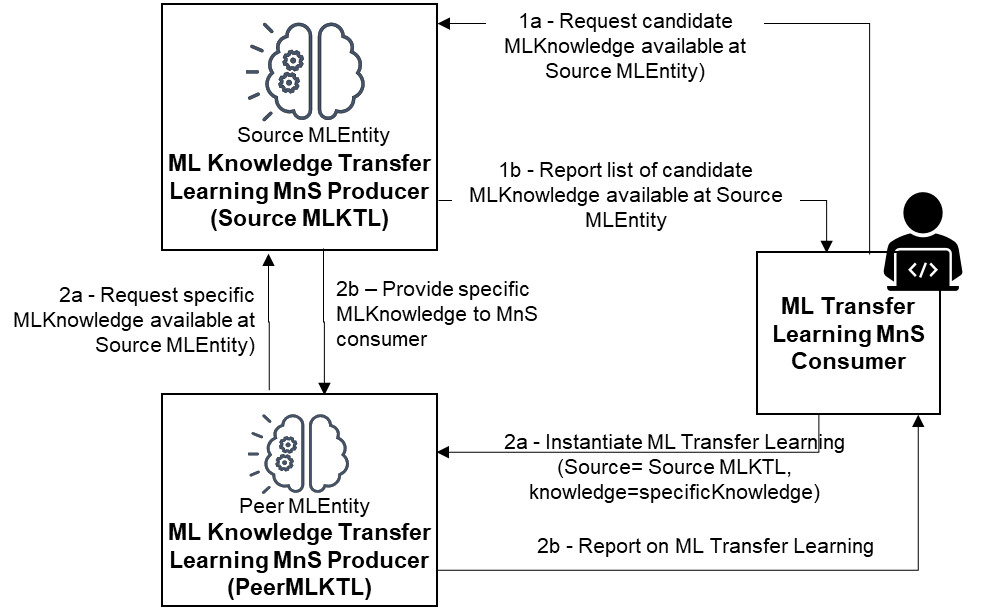 1a - Request candidate
MLKnowledge available at
Source MLEntity)
Source MLEntity
ML Knowledge Transfer
Learning MnS Producer
(Source MLKTL)
1b - Report list of candidate
MLKnowledge available at Source
MLEntity
</>
2a - Request specific
MLKnowledge available at
Source MLEntity)
2b – Provide specific
MLKnowledge to MnS
consumer
ML Transfer
Learning MnS
Consumer
2a - Instantiate ML Transfer Learning
(Source= Source MLKTL,
knowledge=specificKnowledge)
Peer MLEntity
ML Knowledge Transfer
Learning MnS Producer
(PeerMLKTL)
2b - Report on ML Transfer Learning